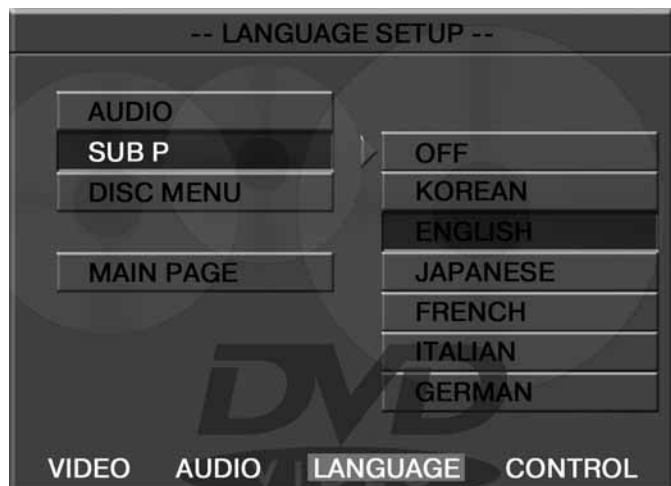 -- LANGUAGE SETUP --
AUDIO
SUB P
DISC MENU
MAIN PAGE
OFF
KOREAN
ENGLISH
JAPANESE
FRENCH
ITALIAN
GERMAN
DVD
VIDEO
VIDEO AUDIO LANGUAGE CONTROL